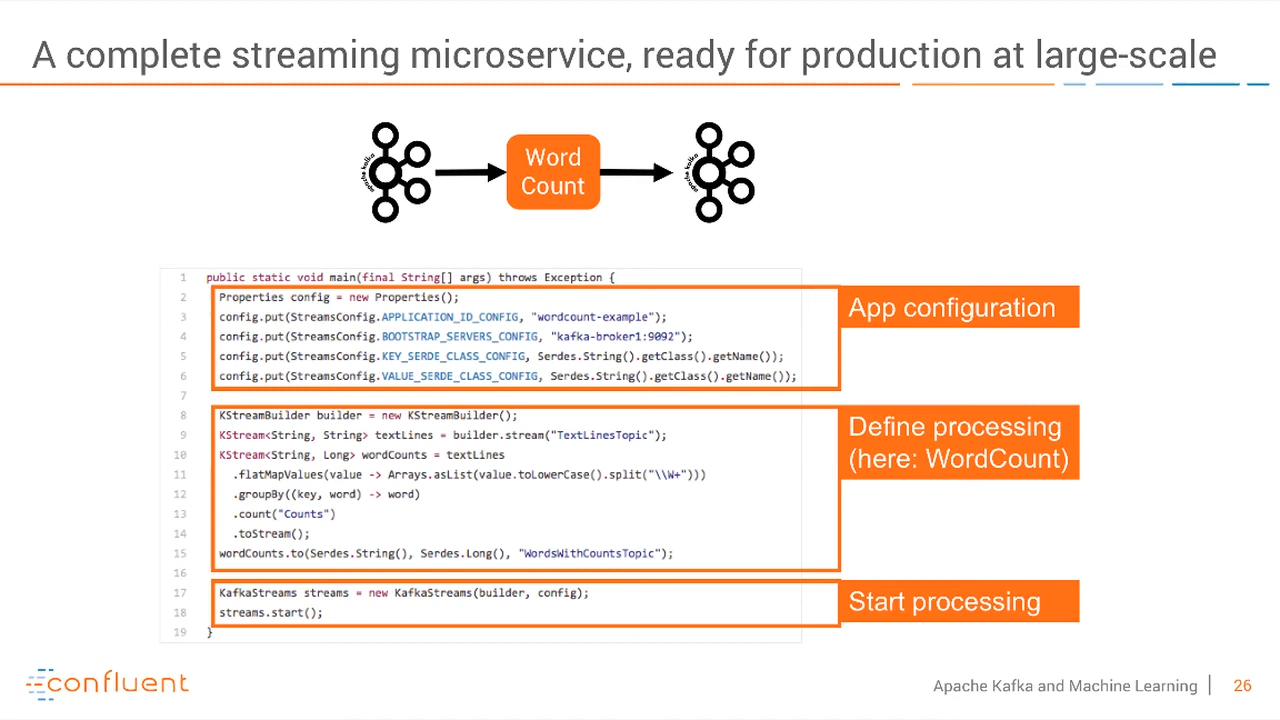 A complete streaming microservice, ready for production at large-scale
apache kafka
Word
Count
apache kafka
1 public static void main(final String[] args) throws Exception {
2 Properties config = new Properties();
3 config.put(StreamsConfig.APPLICATION_ID_CONFIG, "wordcount-example");
4 config.put(StreamsConfig.BOOTSTRAP_SERVERS_CONFIG, "kafka-broker1:9092");
5 config.put(StreamsConfig.KEY_SERDE_CLASS_CONFIG, Serdes.String().getClass().getName());
6 config.put(StreamsConfig.VALUE_SERDE_CLASS_CONFIG, Serdes.String().getClass().getName());
7
8 KStreamBuilder builder = new KStreamBuilder();
9 KStream<String, String> textLines = builder.stream("TextLinesTopic");
10 KStream<String, Long> wordCounts = textLines
11 .flatMapValues(value -> Arrays.asList(value.toLowerCase().split("\\W+")))
12 .groupBy((key, word) -> word)
13 .count("Counts")
14 .toStream();
15 wordCounts.to(Serdes.String(), Serdes.Long(), "WordsWithCountsTopic");
16
17 KafkaStreams streams = new KafkaStreams(builder, config);
18 streams.start();
19 }
App configuration
Define processing
(here: WordCount)
Start processing
confluent
Apache Kafka and Machine Learning | 26